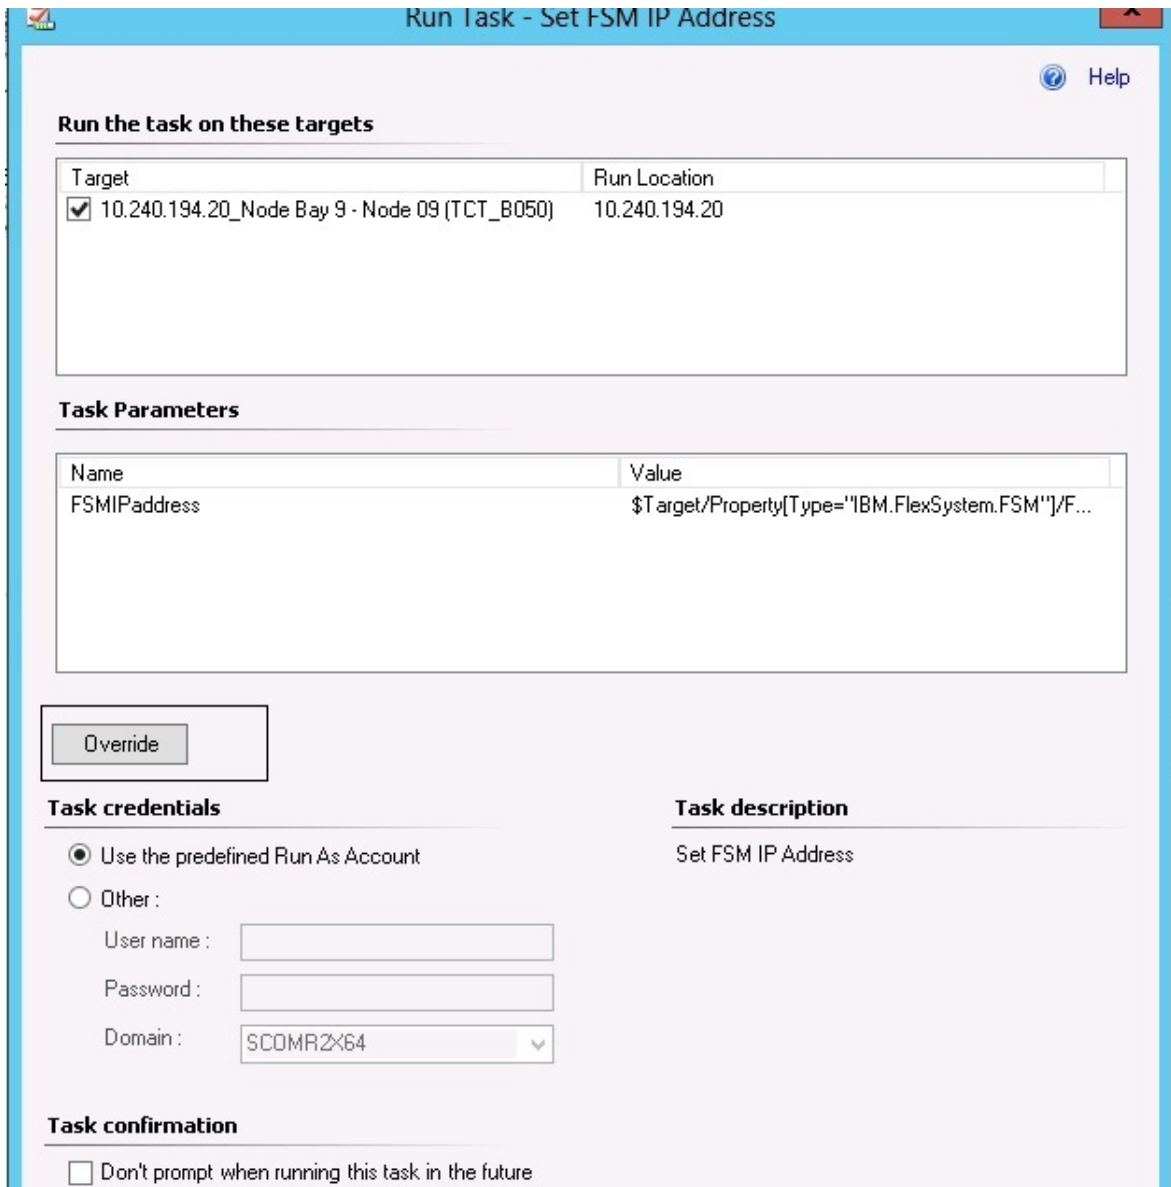 Run Task - Set FSM IP Address
Help
Run the task on these targets
Target Run Location
10.240.194.20_Node Bay 9 - Node 09 (TCT_B050) 10.240.194.20
Task Parameters
Name Value
FSMIPaddress $Target/Property[Type="IBM.FlexSystem.FSM"]/F...
Override
Task credentials Task description
Use the predefined Run As Account Set FSM IP Address
Other :
User name :
Password :
Domain : SCOMR2X64
Task confirmation
Don't prompt when running this task in the future